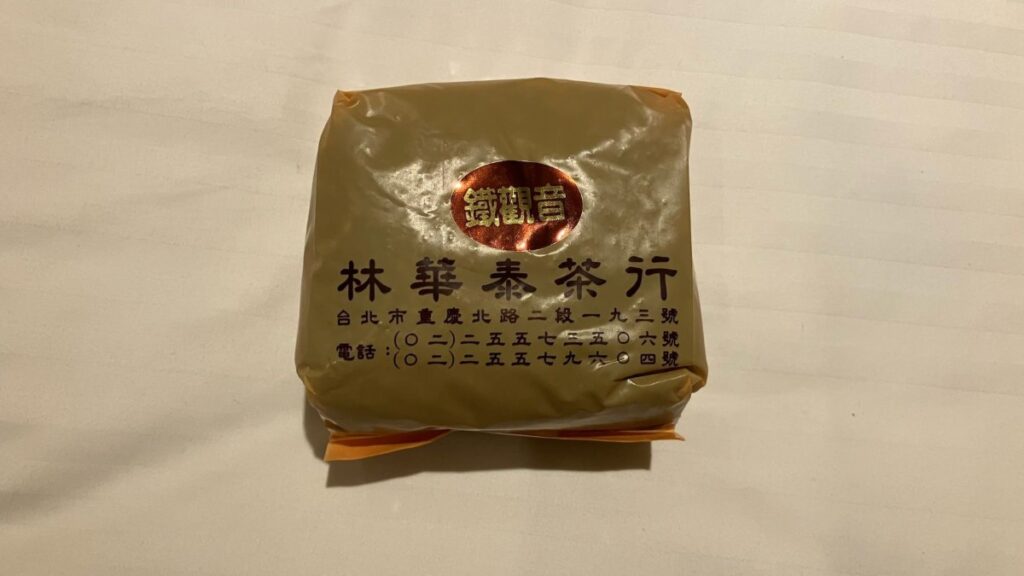 鐵觀音
林華泰茶行
台北市重慶北路二段一九三號
電話：(〇二)二五五七三五〇六號
(〇二)二五五七九六〇四號